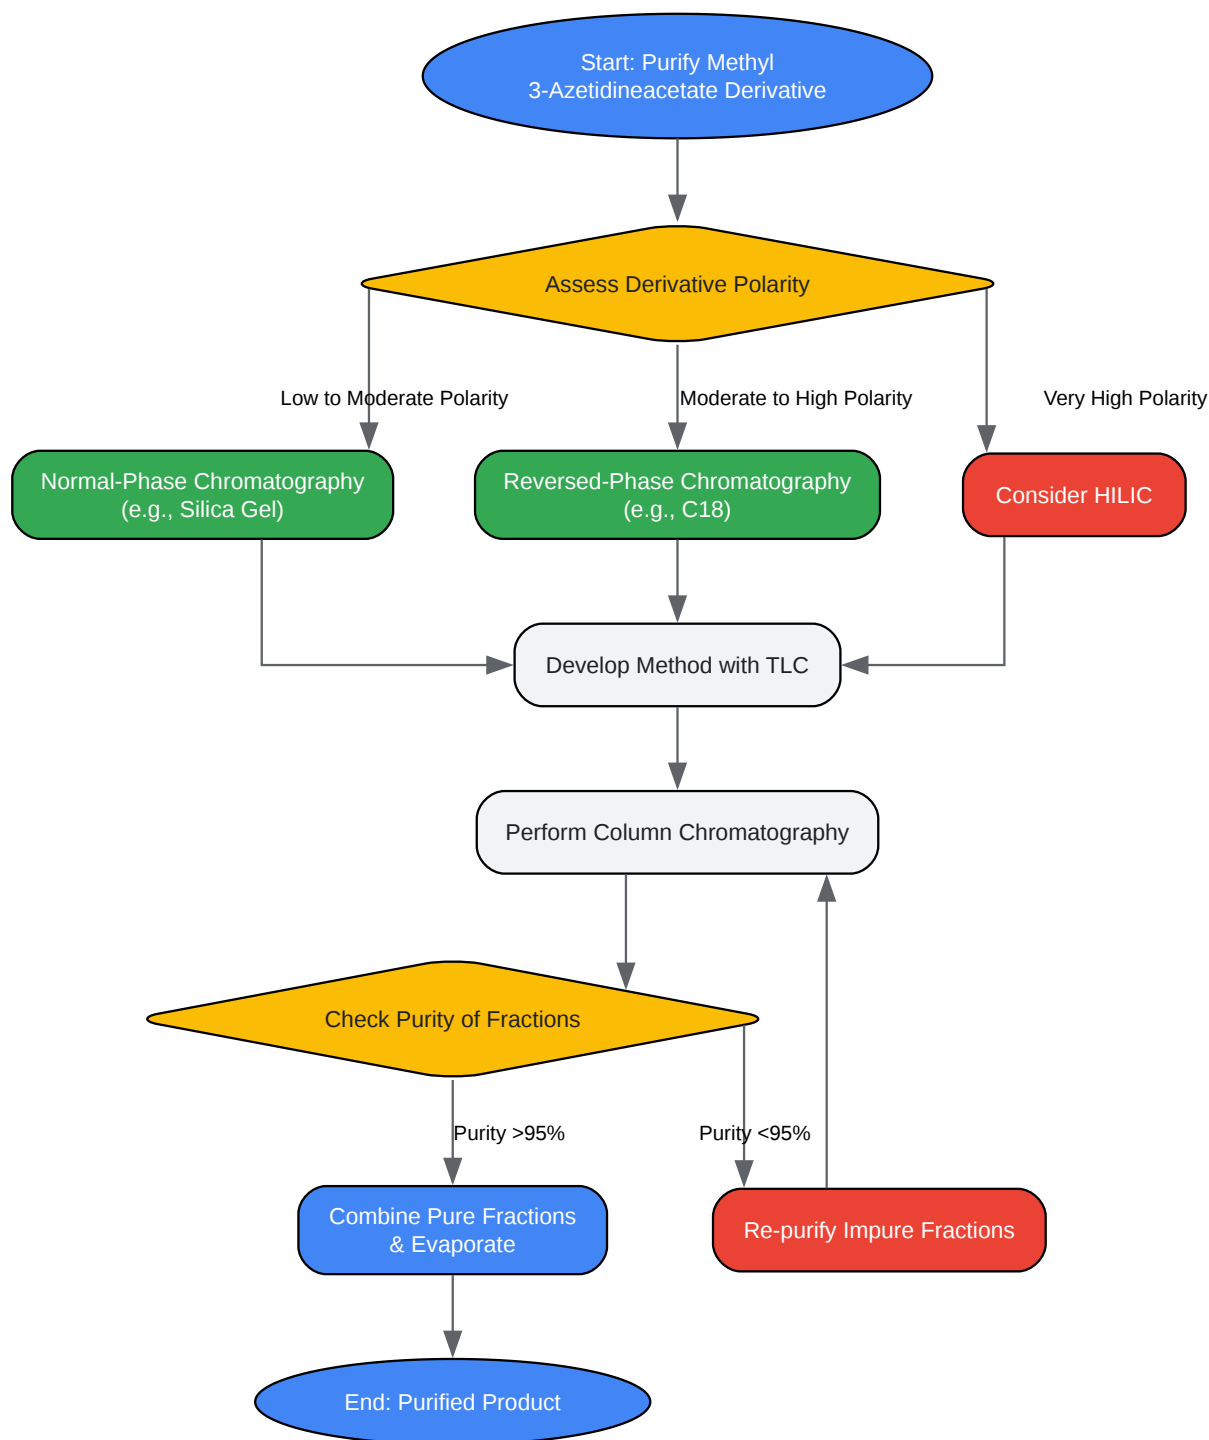 Start: Purify Methyl
3-Azetidineacetate Derivative
Assess Derivative Polarity
Low to Moderate Polarity
Moderate to High Polarity
Very High Polarity
Normal-Phase Chromatography
(e.g., Silica Gel)
Reversed-Phase Chromatography
(e.g., C18)
Consider HILIC
Develop Method with TLC
Perform Column Chromatography
Check Purity of Fractions
Purity >95%
Purity <95%
Combine Pure Fractions
& Evaporate
Re-purify Impure Fractions
End: Purified Product